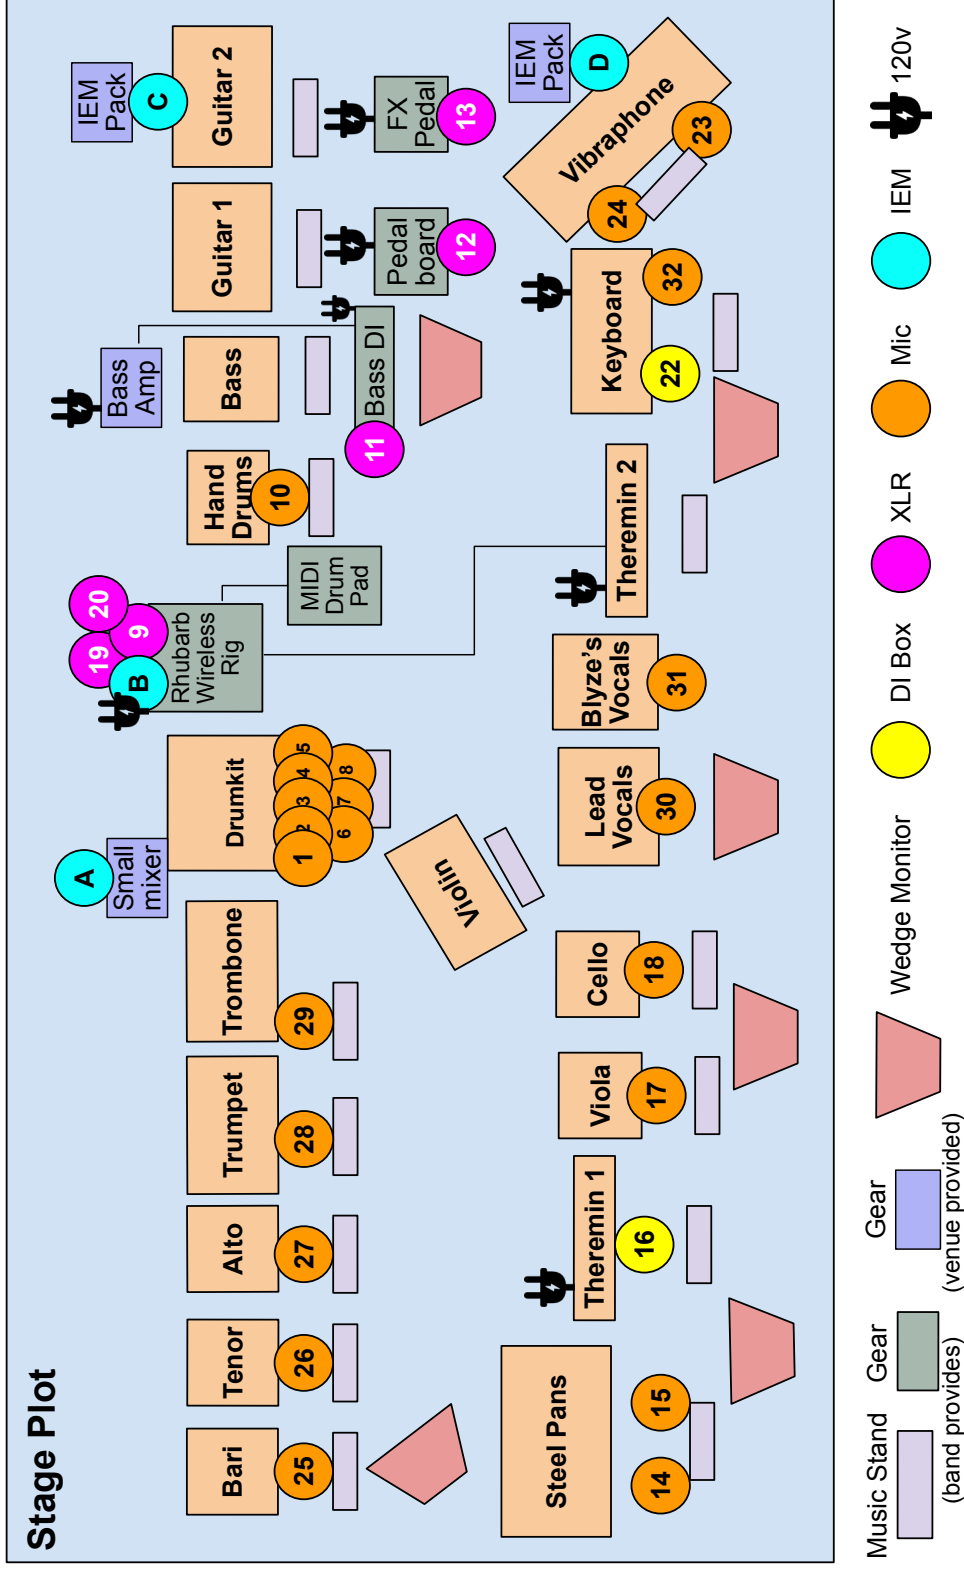 Stage Plot
Bari
25
Tenor
26
Alto
27
Trumpet
28
Trombone
29
A
Small
mixer
Drumkit
1
2
3
4
5
6
7
8
19
20
9
B
Rhubarb
Wireless
Rig
MIDI
Drum
Pad
Hand
Drums
10
Bass
Amp
Bass
Bass DI
11
Guitar 1
Pedal
board
12
IEM
Pack
C
Guitar 2
FX
Pedal
13
Steel Pans
14
15
Theremin 1
16
Viola
17
Cello
18
Violin
Lead
Vocals
30
Blyze's
Vocals
31
Theremin 2
Keyboard
22
32
IEM
Pack
D
Vibraphone
24
23
Music Stand
Gear
(band provides)
Gear
(venue provided)
Wedge Monitor
DI Box
XLR
Mic
IEM
120v